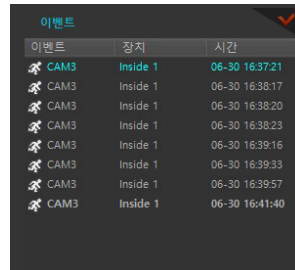 이벤트
이벤트 장치 시간
CAM3 Inside 1 06-30 16:37:21
CAM3 Inside 1 06-30 16:38:17
CAM3 Inside 1 06-30 16:38:20
CAM3 Inside 1 06-30 16:38:23
CAM3 Inside 1 06-30 16:39:16
CAM3 Inside 1 06-30 16:39:33
CAM3 Inside 1 06-30 16:39:57
CAM3 Inside 1 06-30 16:41:40